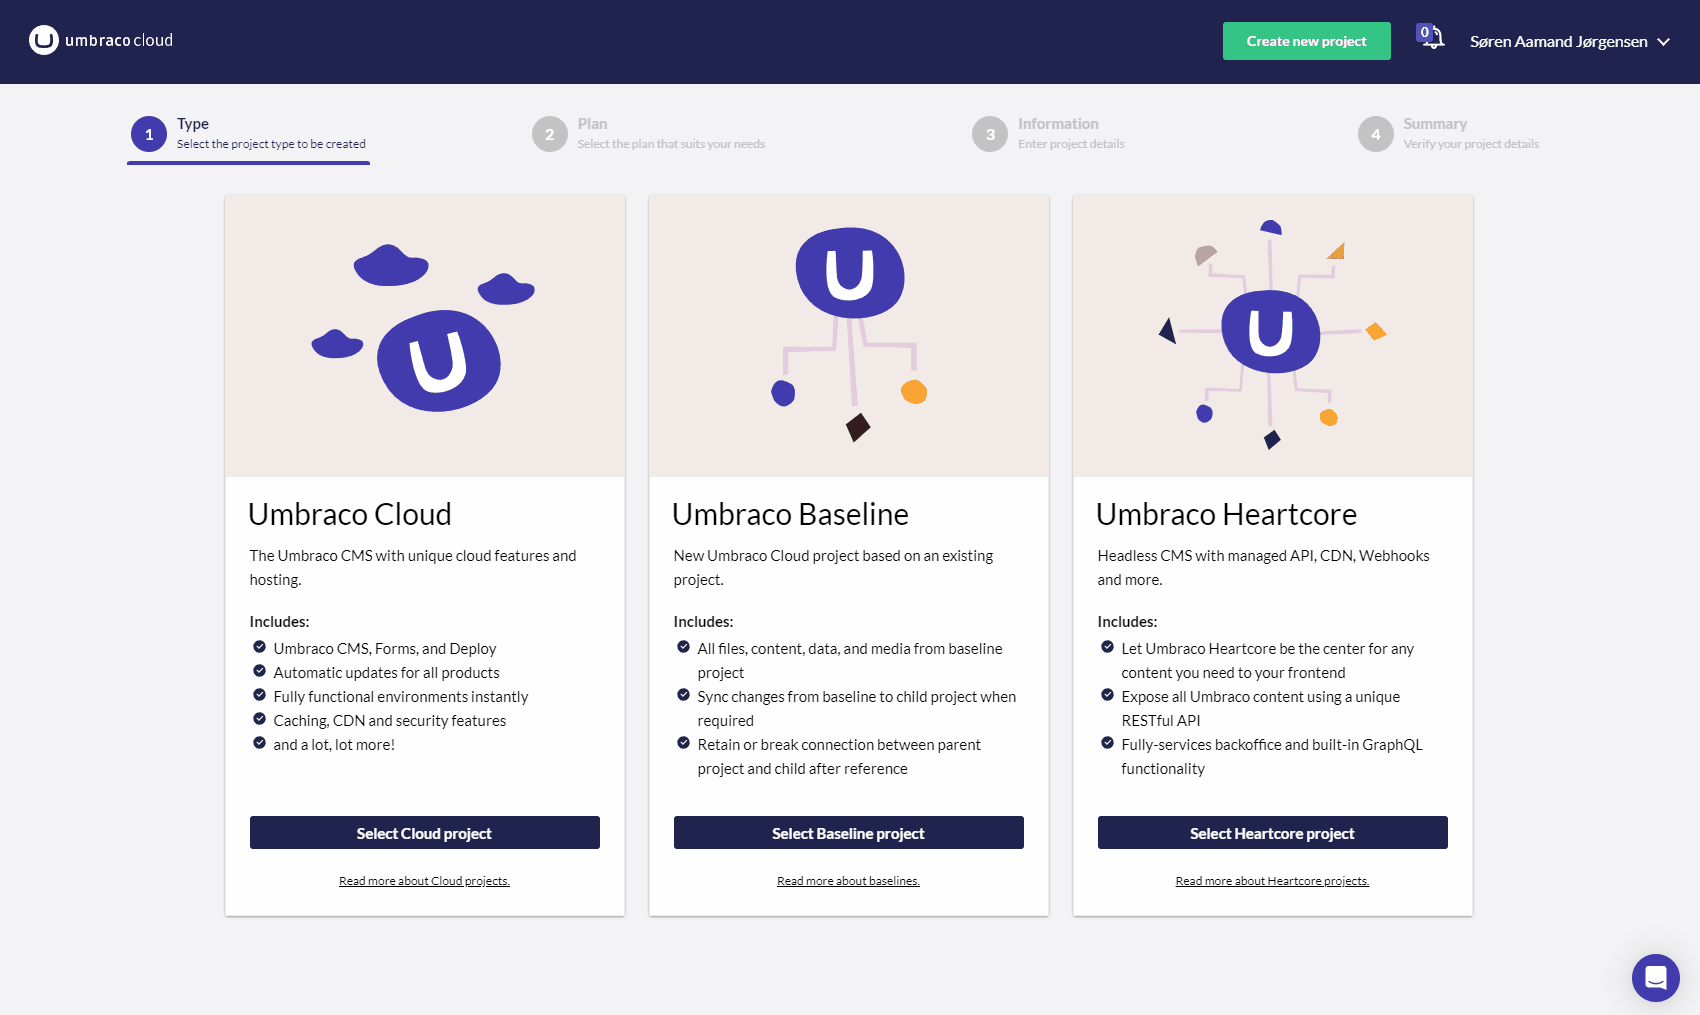 umbraco cloud
Create new project
0
Søren Aamand Jørgensen
1
Type
Select the project type to be created
2
Plan
Select the plan that suits your needs
3
Information
Enter project details
4
Summary
Verify your project details
Umbraco Cloud
The Umbraco CMS with unique cloud features and
hosting.
Includes:
Umbraco CMS, Forms, and Deploy
Automatic updates for all products
Fully functional environments instantly
Caching, CDN and security features
and a lot, lot more!
Select Cloud project
Read more about Cloud projects.
Umbraco Baseline
New Umbraco Cloud project based on an existing
project.
Includes:
All files, content, data, and media from baseline
project
Sync changes from baseline to child project when
required
Retain or break connection between parent
project and child after reference
Select Baseline project
Read more about baselines.
Umbraco Heartcore
Headless CMS with managed API, CDN, Webhooks
and more.
Includes:
Let Umbraco Heartcore be the center for any
content you need to your frontend
Expose all Umbraco content using a unique
RESTful API
Fully-services backoffice and built-in GraphQL
functionality
Select Heartcore project
Read more about Heartcore projects.